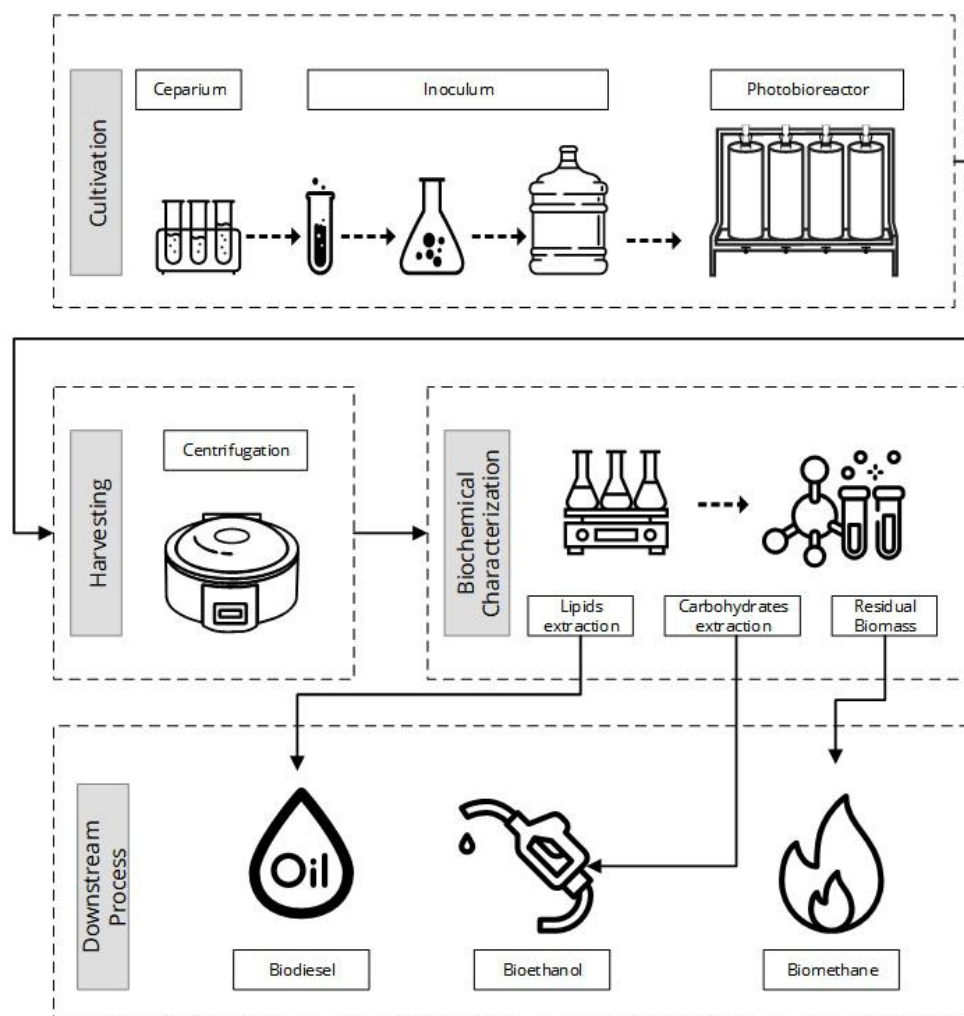 Cultivation
Ceparium
Inoculum
Photobioreactor
Harvesting
Centrifugation
Biochemical
Characterization
Lipids
extraction
Carbohydrates
extraction
Residual
Biomass
Downstream
Process
Oil
Biodiesel
Bioethanol
Biomethane